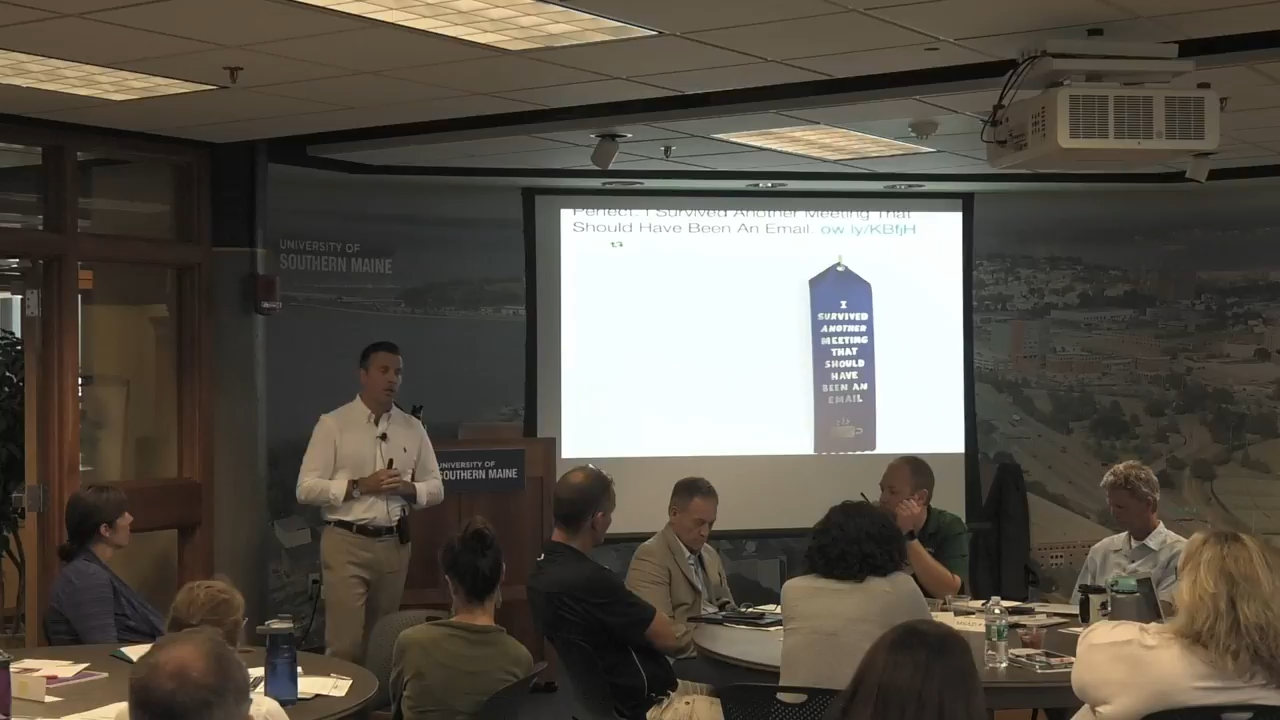 UNIVERSITY OF
SOUTHERN MAINE
Perfect. I Survived Another Meeting That
Should Have Been An Email. ow.ly/KBfjH
I
SURVIVED
ANOTHER
MEETING
THAT
SHOULD
HAVE
BEEN AN
EMAIL
UNIVERSITY OF
SOUTHERN MAINE